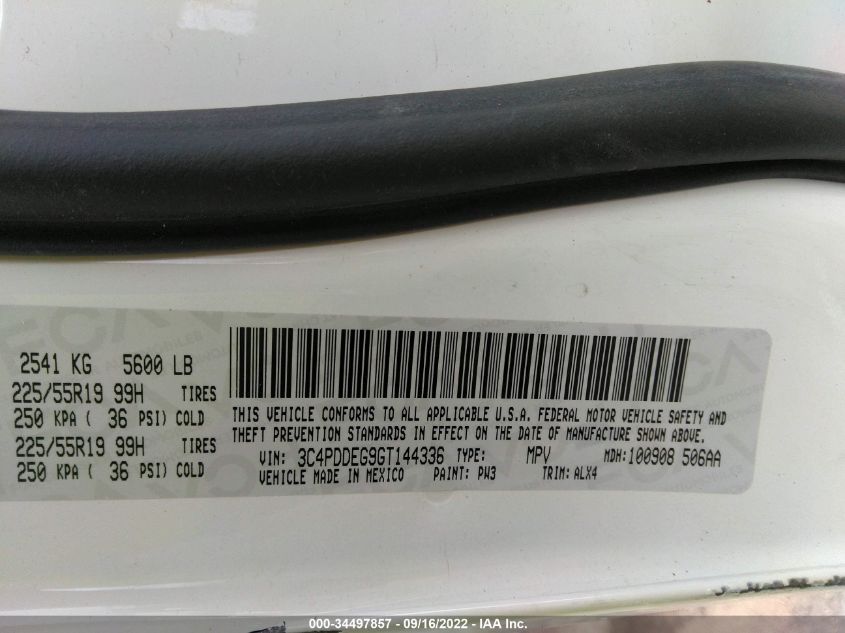 2541 KG 5600 LB
225/55R19 99H TIRES
250 KPA ( 36 PSI) COLD
225/55R19 99H TIRES
250 KPA ( 36 PSI) COLD
THIS VEHICLE CONFORMS TO ALL APPLICABLE U.S.A. FEDERAL MOTOR VEHICLE SAFETY AND
THEFT PREVENTION STANDARDS IN EFFECT ON THE DATE OF MANUFACTURE SHOWN ABOVE.
VIN: 3C4PDDEG9GT144336 TYPE: MPV MDH:100908 506AA
VEHICLE MADE IN MEXICO PAINT: PW3 TRIM: ALX4
000-34497857 - 09/16/2022 - IAA Inc.